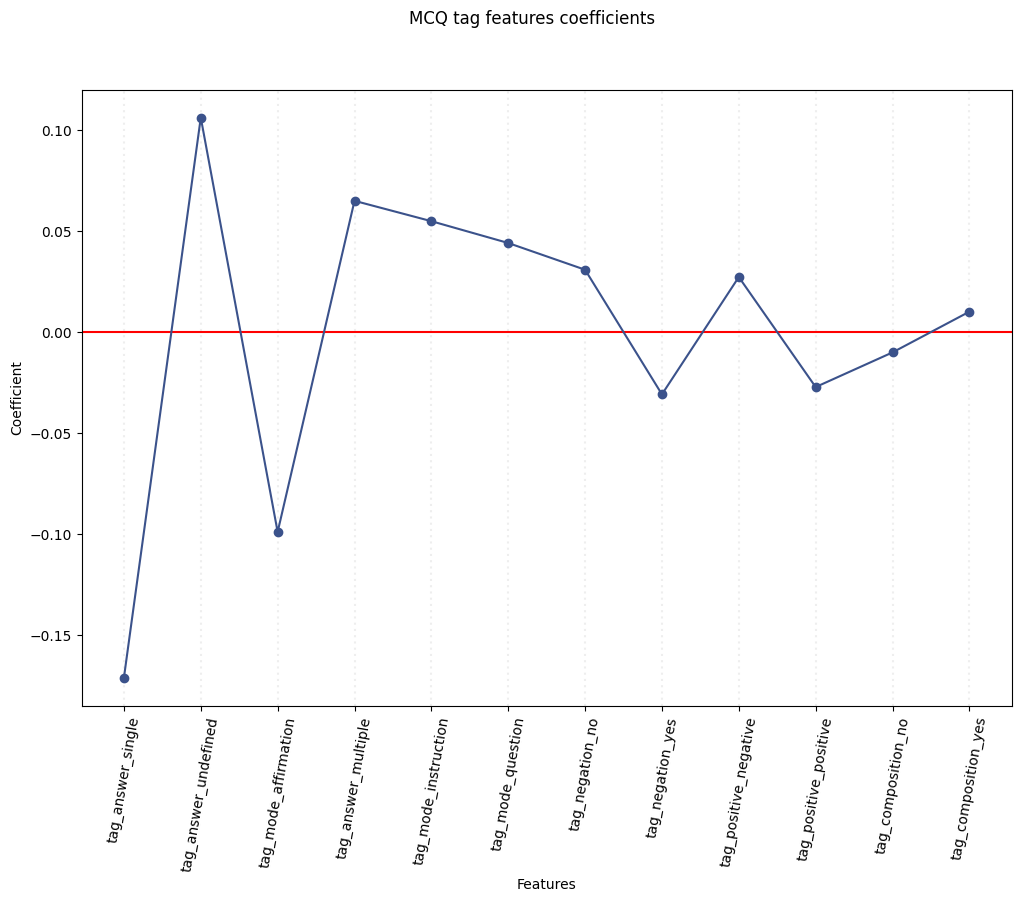 MCQ tag features coefficients
0.10
0.05
0.00
−0.05
−0.10
−0.15
Coefficient
tag_answer_single
tag_answer_undefined
tag_mode_affirmation
tag_answer_multiple
tag_mode_instruction
tag_mode_question
tag_negation_no
tag_negation_yes
tag_positive_negative
tag_positive_positive
tag_composition_no
tag_composition_yes
Features